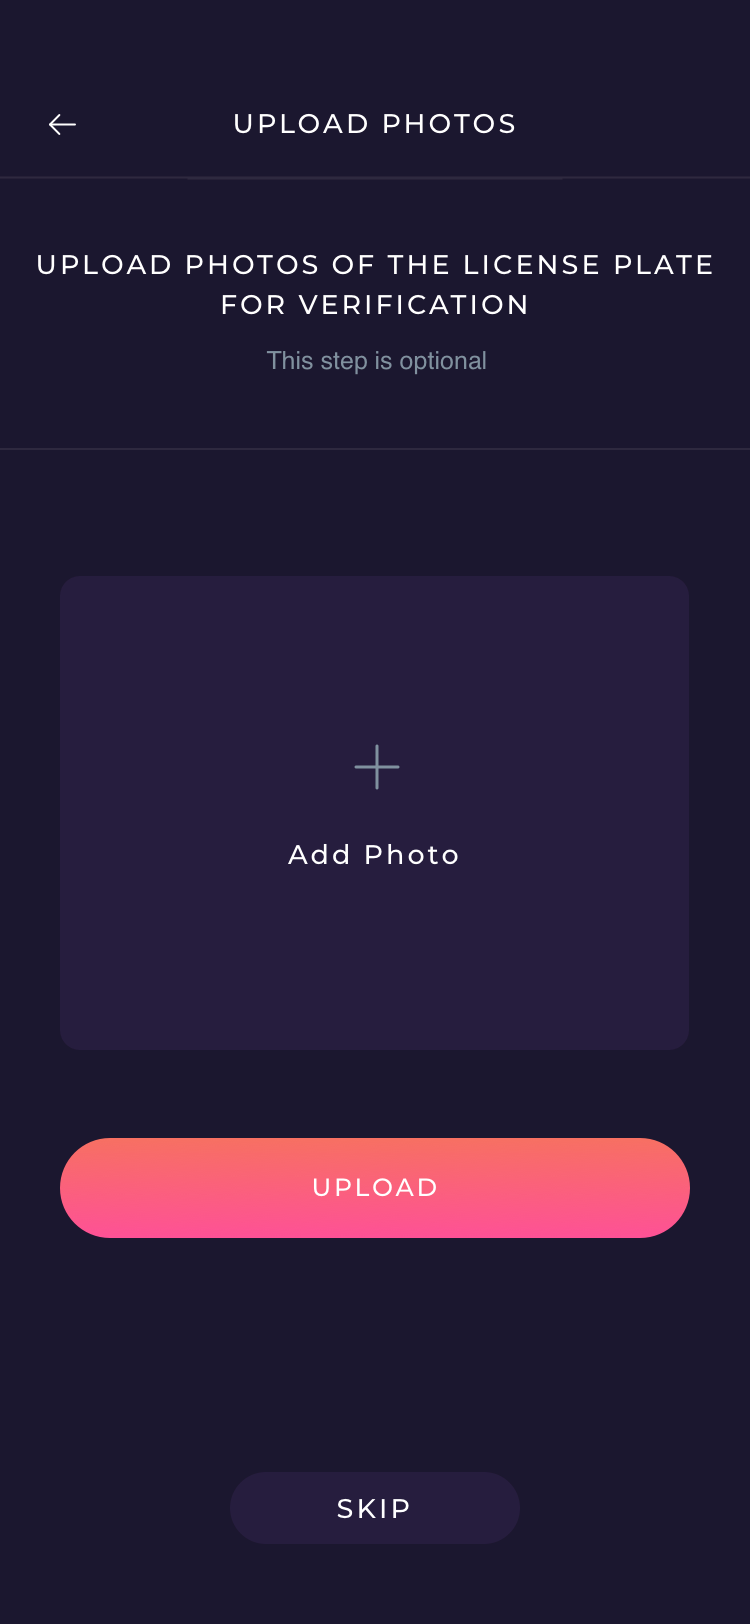 UPLOAD PHOTOS
UPLOAD PHOTOS OF THE LICENSE PLATE
FOR VERIFICATION
This step is optional
Add Photo
UPLOAD
SKIP